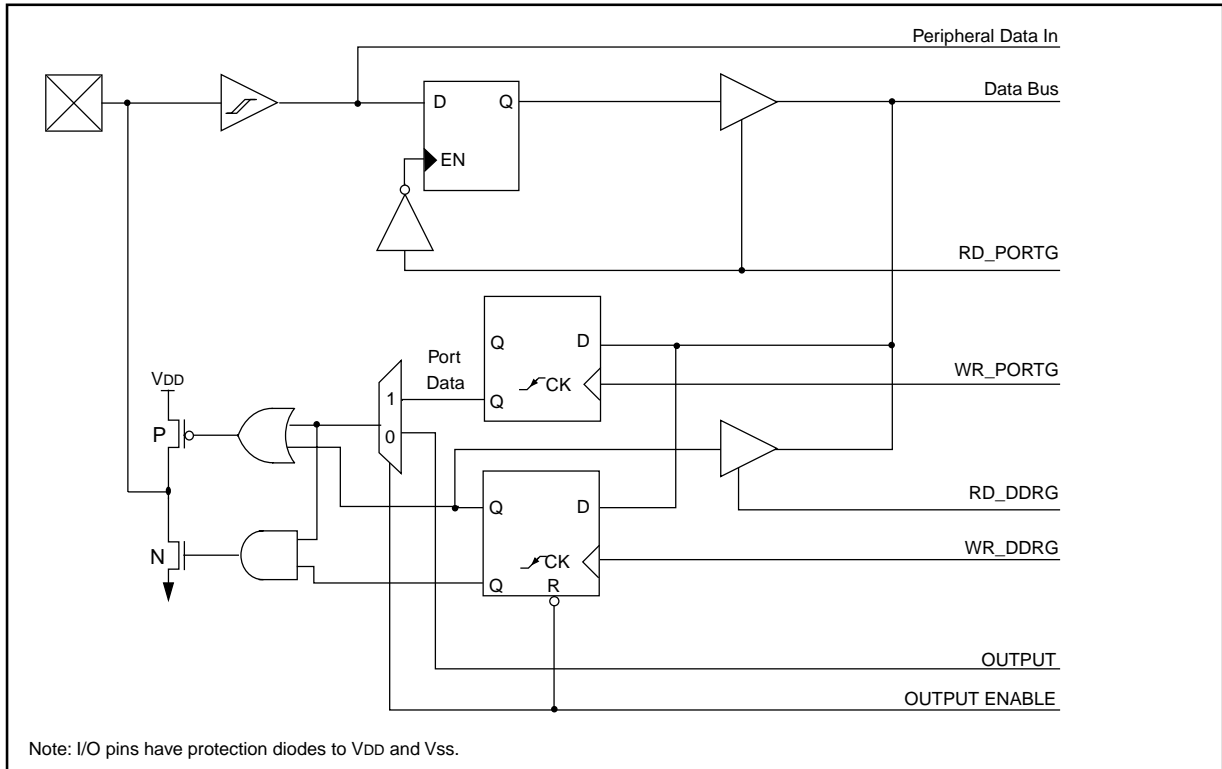 Peripheral Data In
D Q
Data Bus
EN
RD_PORTG
Q D
Port
Data
WR_PORTG
CK
Q
VDD
1
0
P
RD_DDRG
Q D
N
WR_DDRG
CK
Q
R
OUTPUT
OUTPUT ENABLE
Note: I/O pins have protection diodes to VDD and Vss.